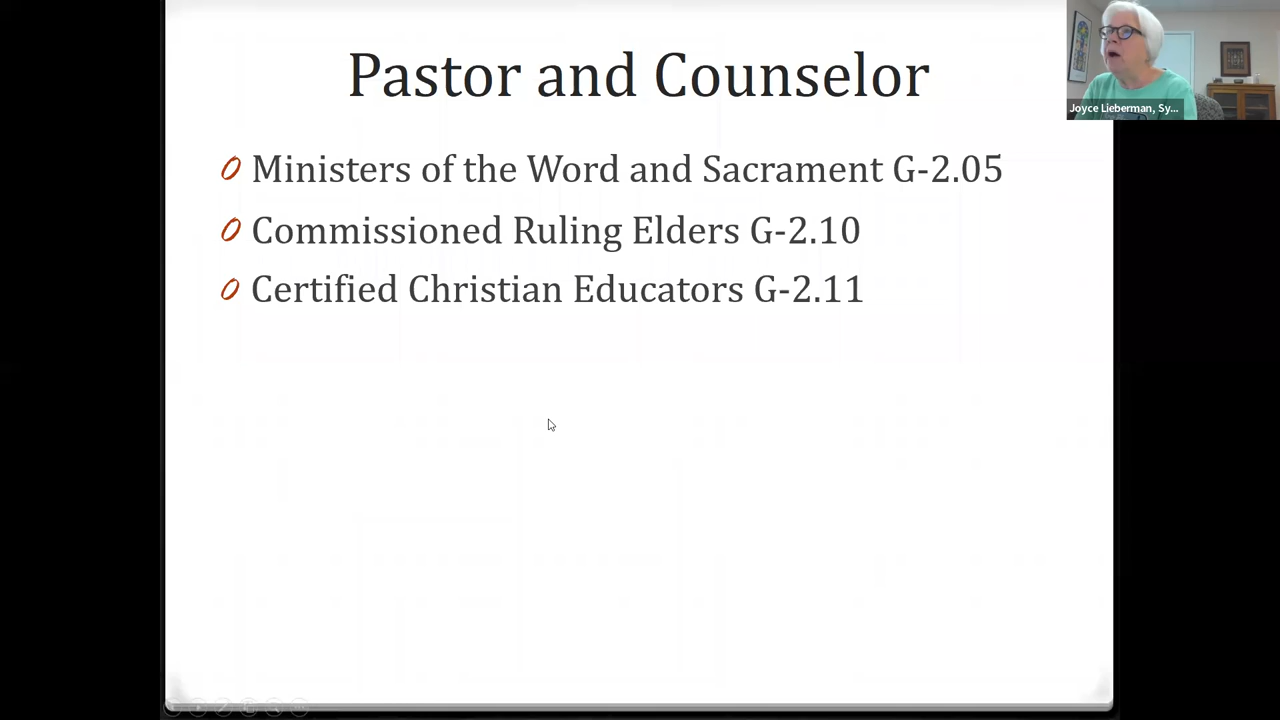 Pastor and Counselor
Joyce Lieberman, Sy...
Ministers of the Word and Sacrament G-2.05
Commissioned Ruling Elders G-2.10
Certified Christian Educators G-2.11